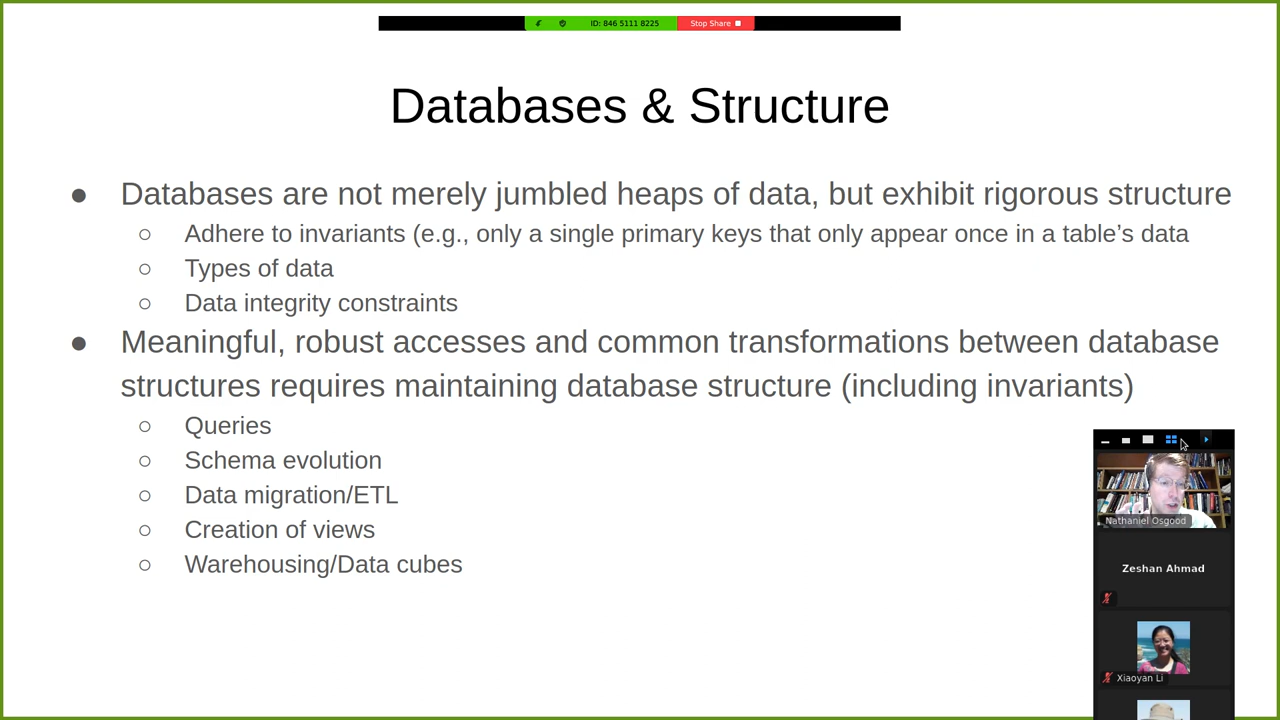 ID: 846 5111 8225 Stop Share
Databases & Structure
● Databases are not merely jumbled heaps of data, but exhibit rigorous structure
○ Adhere to invariants (e.g., only a single primary keys that only appear once in a table’s data
○ Types of data
○ Data integrity constraints
● Meaningful, robust accesses and common transformations between database
structures requires maintaining database structure (including invariants)
○ Queries
○ Schema evolution
○ Data migration/ETL
○ Creation of views
○ Warehousing/Data cubes
Nathaniel Osgood
Zeshan Ahmad
Xiaoyan Li